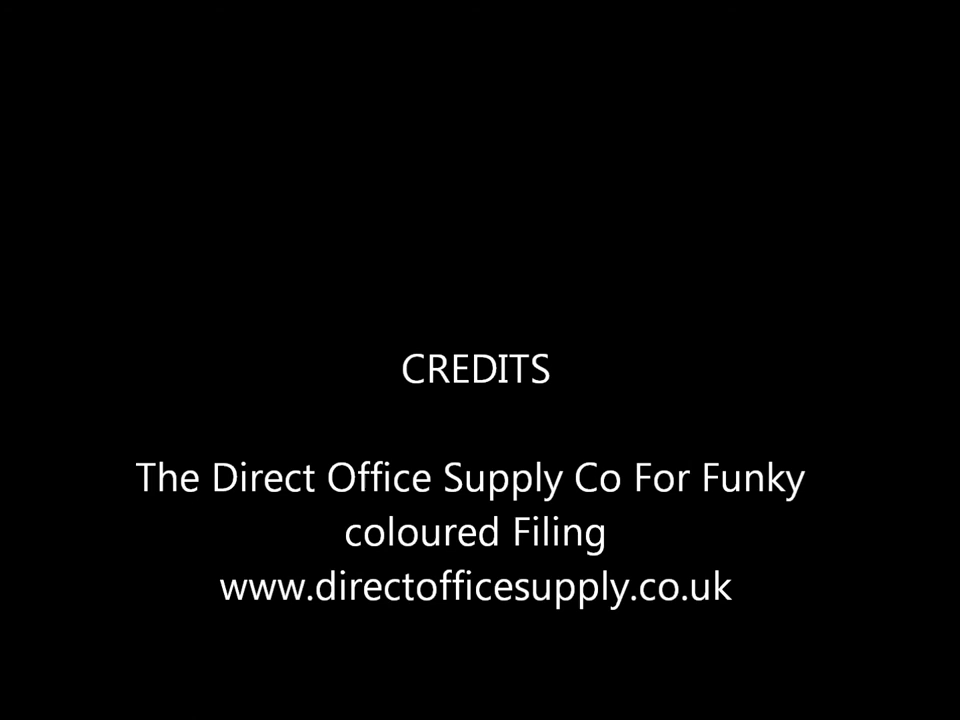 CREDITS
The Direct Office Supply Co For Funky
coloured Filing
www.directofficesupply.co.uk